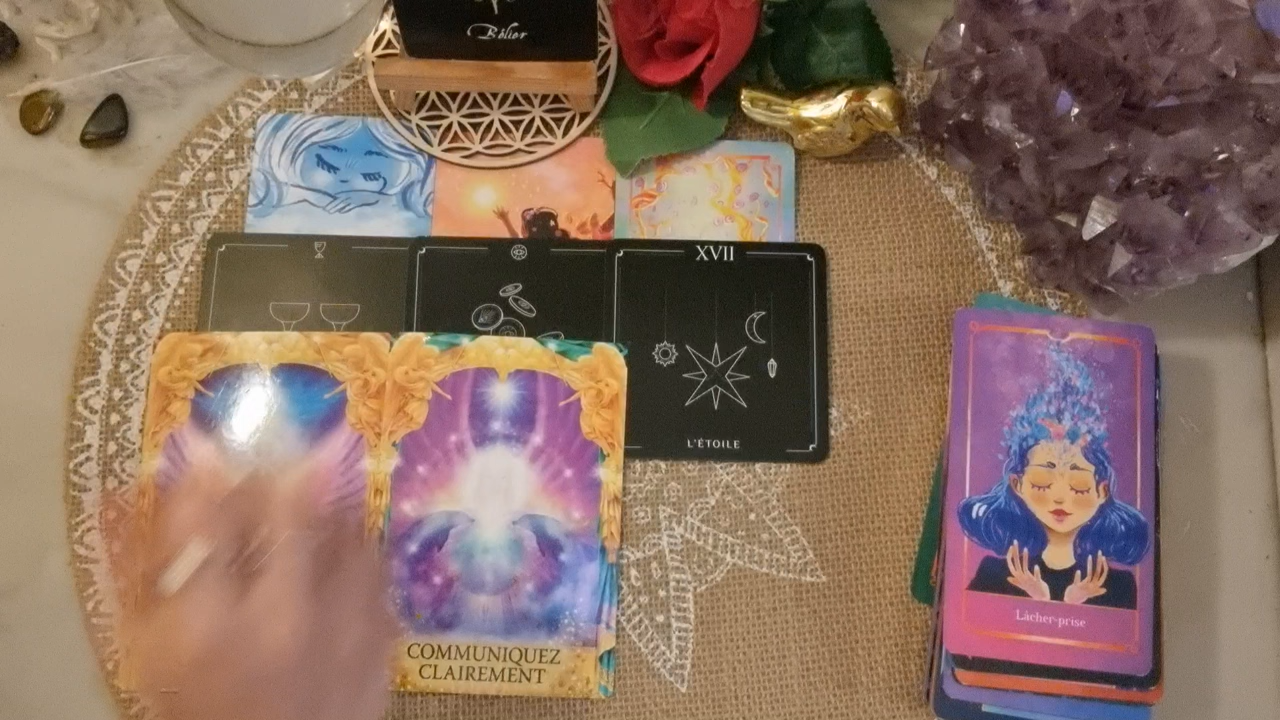 Bélier
XVII
L'ÉTOILE
COMMUNIQUEZ
CLAIREMENT
Lâcher-prise